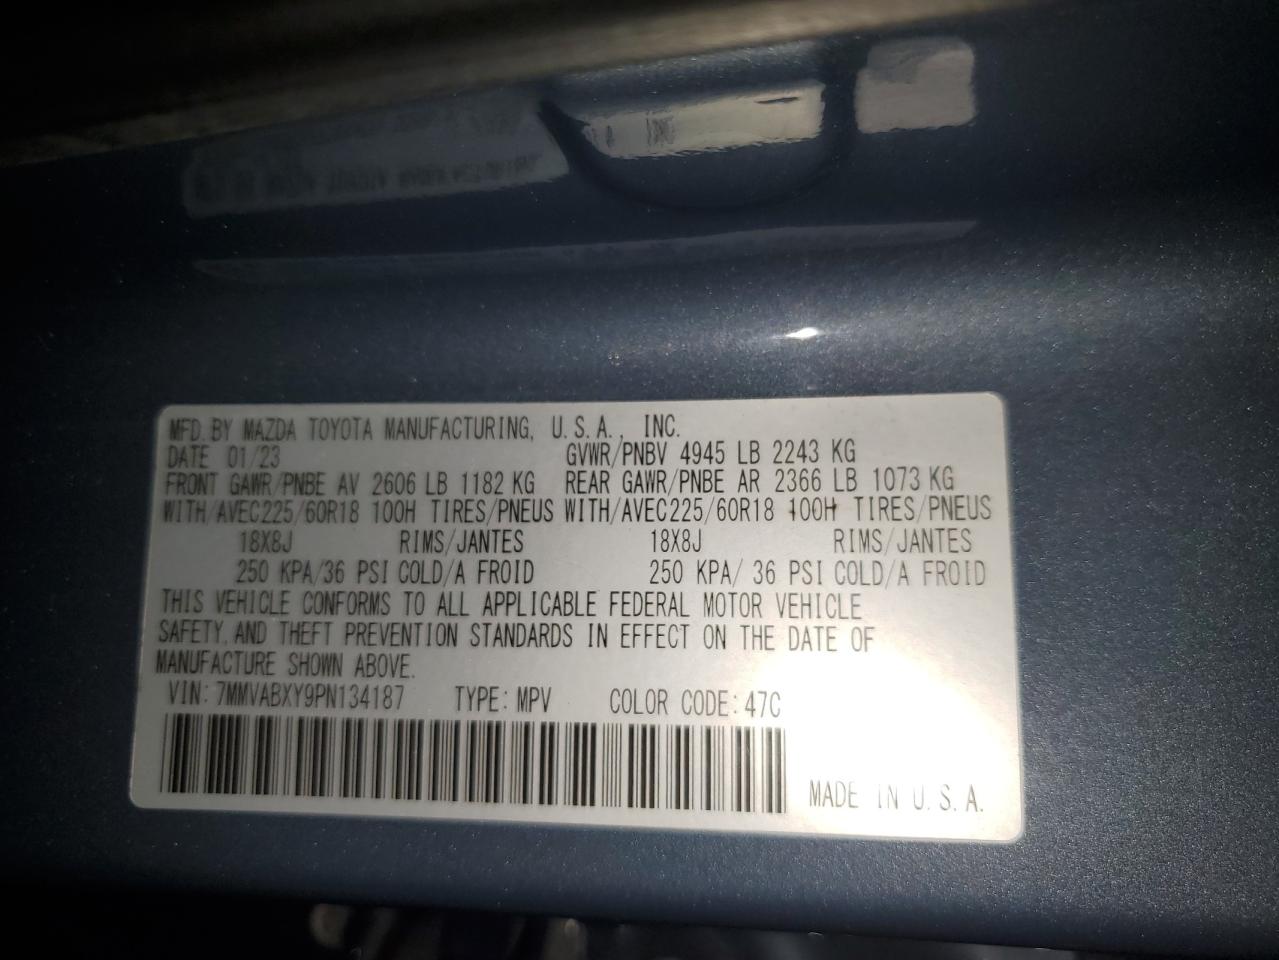 MFD. BY MAZDA TOYOTA MANUFACTURING, U.S.A., INC.
DATE 01/23 GVWR/PNBV 4945 LB 2243 KG
FRONT GAWR/PNBE AV 2606 LB 1182 KG REAR GAWR/PNBE AR 2366 LB 1073 KG
WITH/AVEC225/60R18 100H TIRES/PNEUS WITH/AVEC225/60R18 100H TIRES/PNEUS
18X8J RIMS/JANTES 18X8J RIMS/JANTES
250 KPA/36 PSI COLD/A FROID 250 KPA/ 36 PSI COLD/A FROID
THIS VEHICLE CONFORMS TO ALL APPLICABLE FEDERAL MOTOR VEHICLE
SAFETY, AND THEFT PREVENTION STANDARDS IN EFFECT ON THE DATE OF
MANUFACTURE SHOWN ABOVE.
VIN: 7MMVABXY9PN134187 TYPE: MPV COLOR CODE: 47C
MADE IN U.S.A.